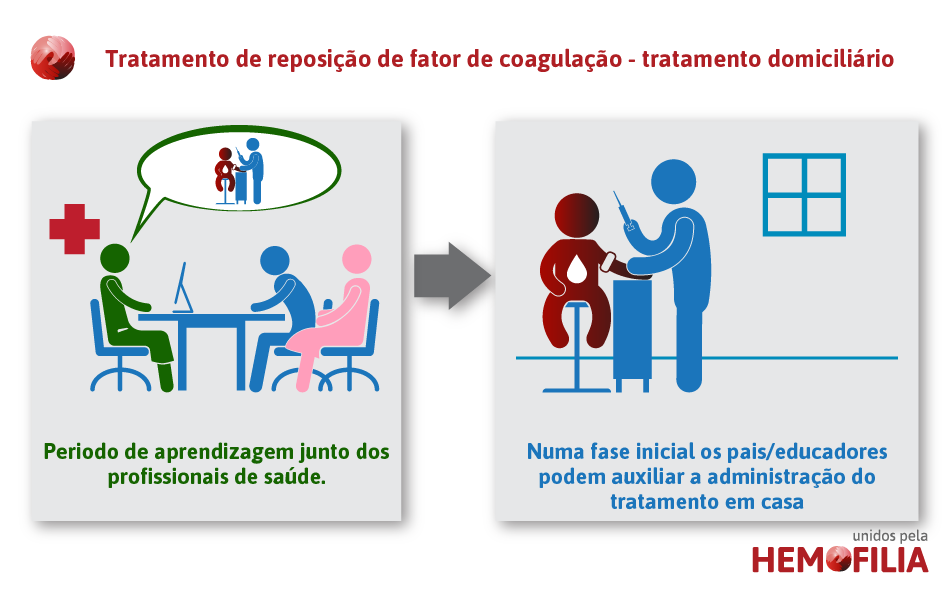 Tratamento de reposição de fator de coagulação - tratamento domiciliário
Periodo de aprendizagem junto dos
profissionais de saúde.
Numa fase inicial os pais/educadores
podem auxiliar a administração do
tratamento em casa
unidos pela
HEMOFILIA